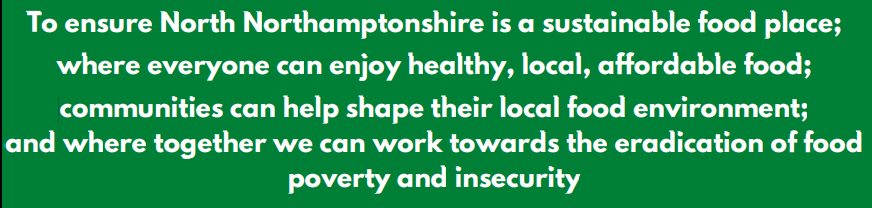 To ensure North Northamptonshire is a sustainable food place;
where everyone can enjoy healthy, local, affordable food;
communities can help shape their local food environment;
and where together we can work towards the eradication of food
poverty and insecurity